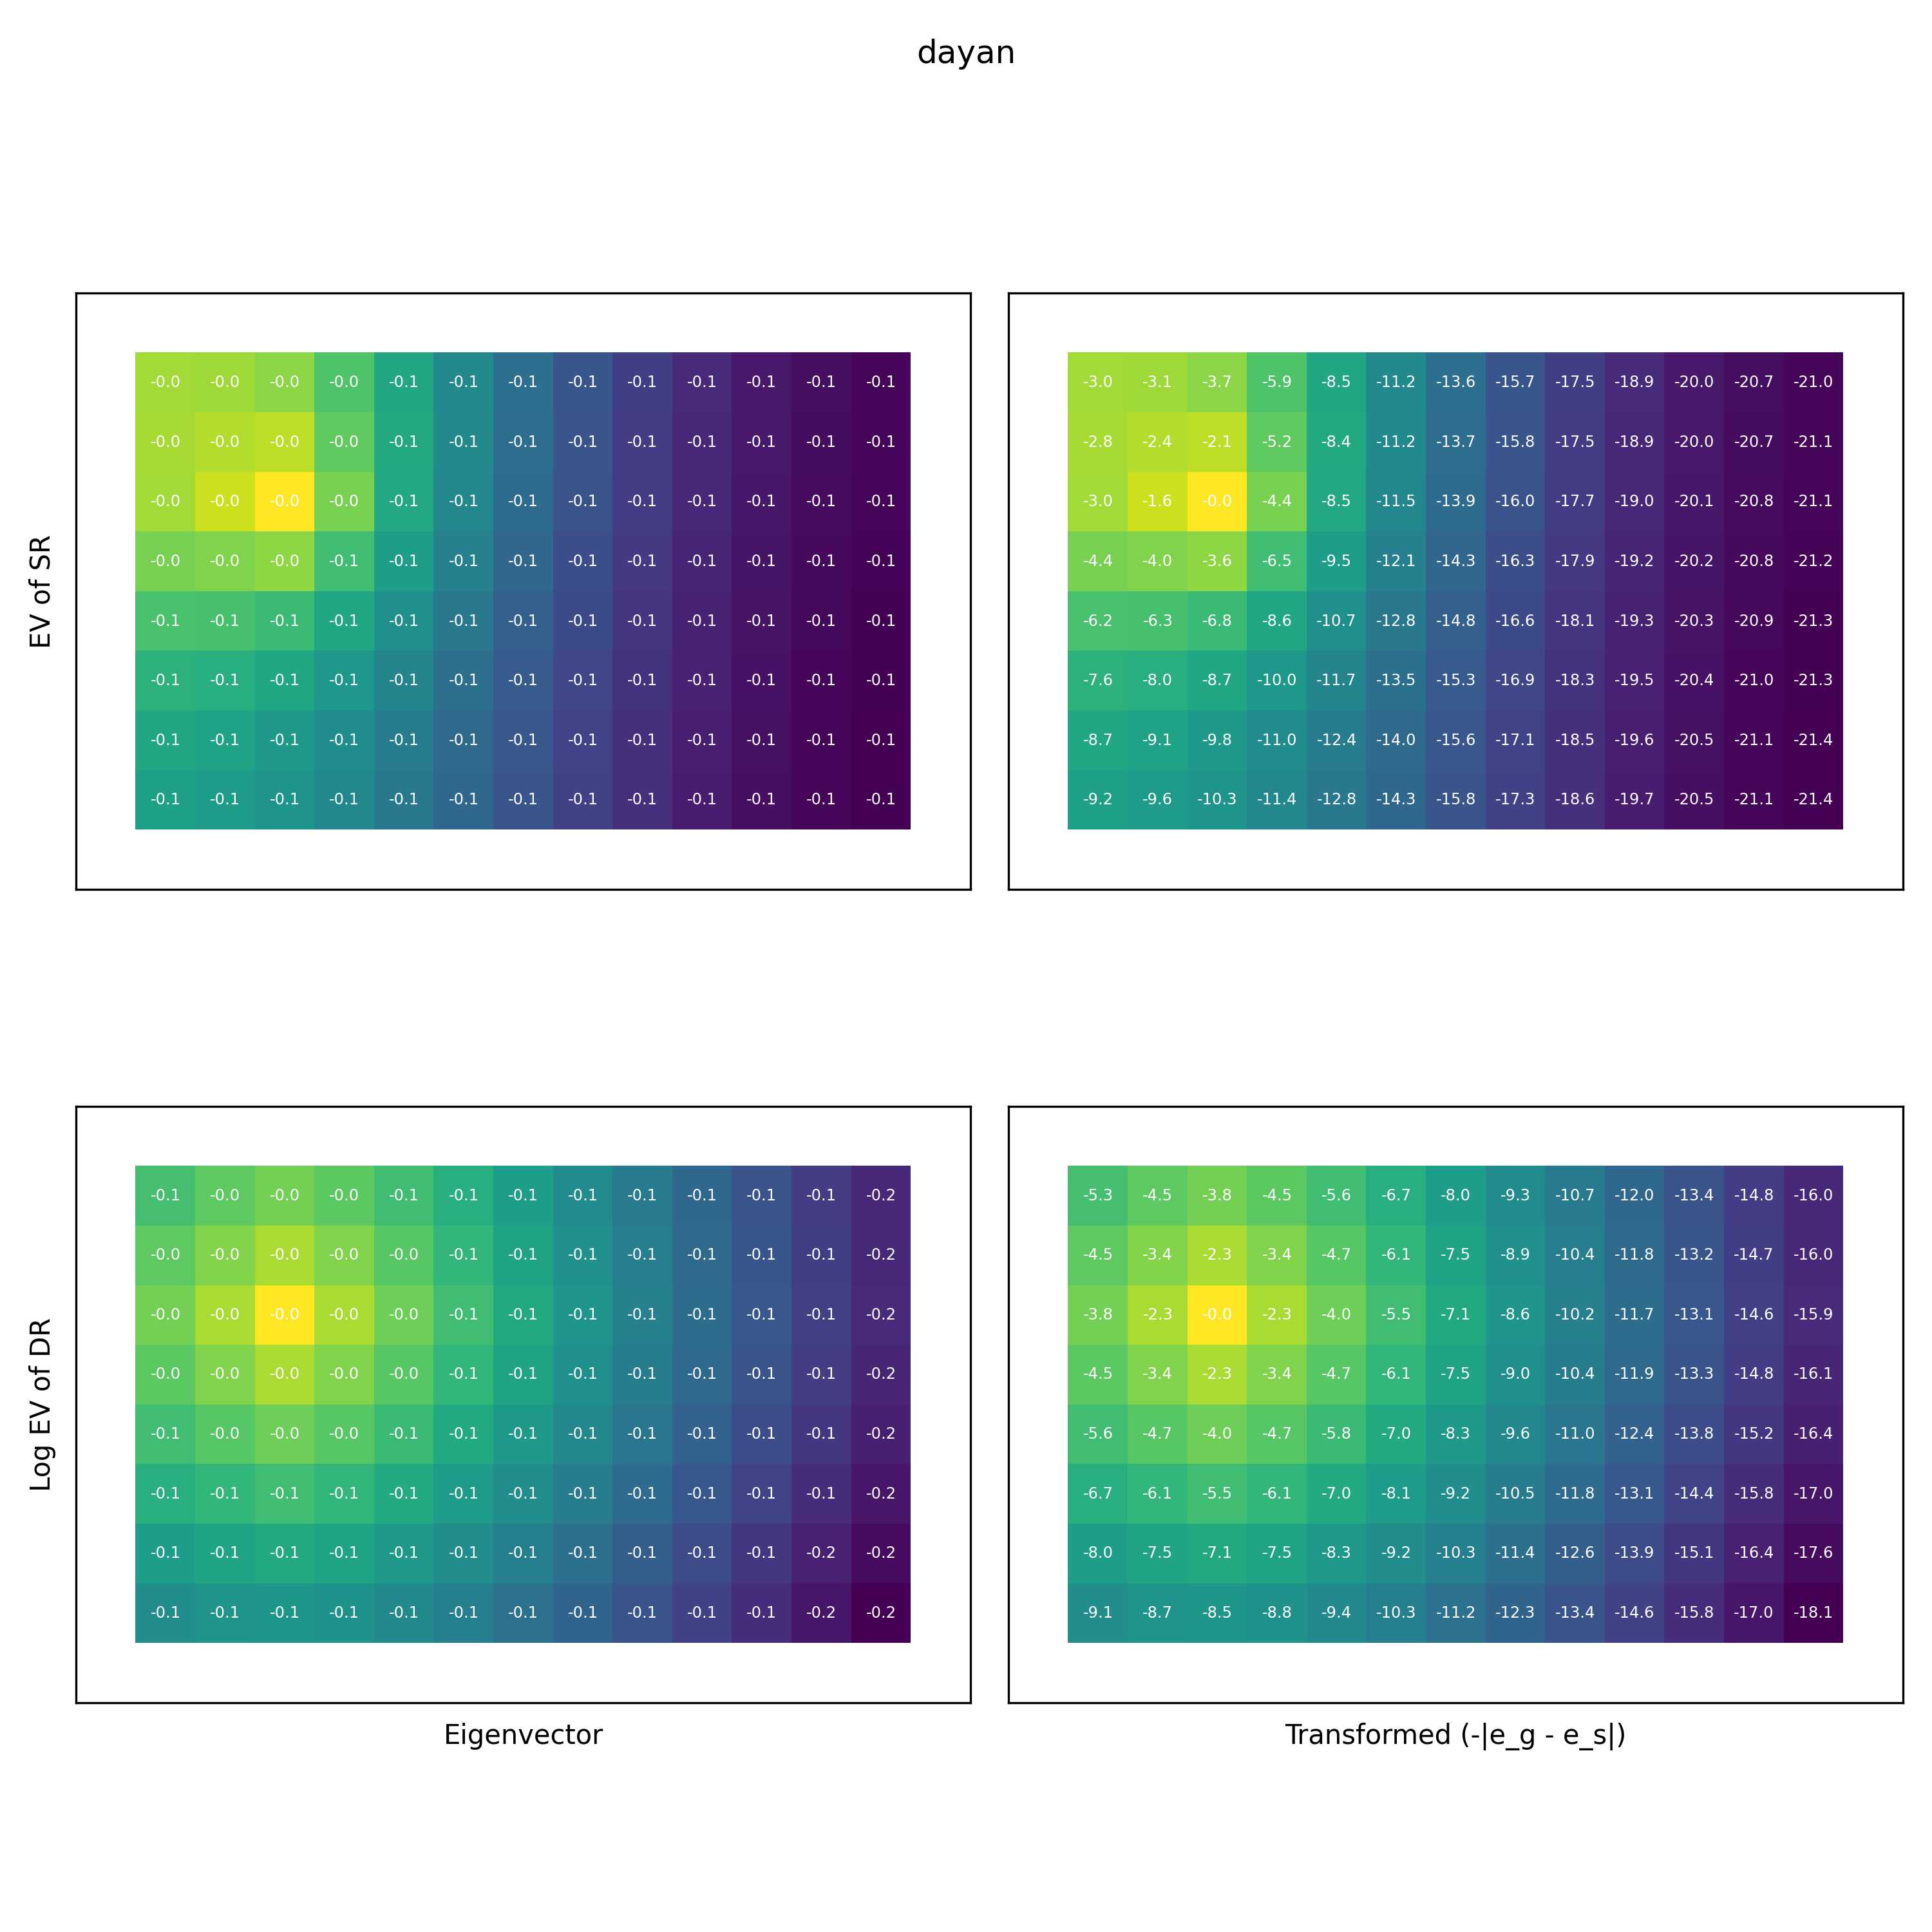 dayan
EV of SR
-0.0 -0.0 -0.0 -0.0 -0.1 -0.1 -0.1 -0.1 -0.1 -0.1 -0.1 -0.1 -0.1
-0.0 -0.0 -0.0 -0.0 -0.1 -0.1 -0.1 -0.1 -0.1 -0.1 -0.1 -0.1 -0.1
-0.0 -0.0 -0.0 -0.0 -0.1 -0.1 -0.1 -0.1 -0.1 -0.1 -0.1 -0.1 -0.1
-0.0 -0.0 -0.0 -0.1 -0.1 -0.1 -0.1 -0.1 -0.1 -0.1 -0.1 -0.1 -0.1
-0.1 -0.1 -0.1 -0.1 -0.1 -0.1 -0.1 -0.1 -0.1 -0.1 -0.1 -0.1 -0.1
-0.1 -0.1 -0.1 -0.1 -0.1 -0.1 -0.1 -0.1 -0.1 -0.1 -0.1 -0.1 -0.1
-0.1 -0.1 -0.1 -0.1 -0.1 -0.1 -0.1 -0.1 -0.1 -0.1 -0.1 -0.1 -0.1
-0.1 -0.1 -0.1 -0.1 -0.1 -0.1 -0.1 -0.1 -0.1 -0.1 -0.1 -0.1 -0.1
-3.0 -3.1 -3.7 -5.9 -8.5 -11.2 -13.6 -15.7 -17.5 -18.9 -20.0 -20.7 -21.0
-2.8 -2.4 -2.1 -5.2 -8.4 -11.2 -13.7 -15.8 -17.5 -18.9 -20.0 -20.7 -21.1
-3.0 -1.6 -0.0 -4.4 -8.5 -11.5 -13.9 -16.0 -17.7 -19.0 -20.1 -20.8 -21.1
-4.4 -4.0 -3.6 -6.5 -9.5 -12.1 -14.3 -16.3 -17.9 -19.2 -20.2 -20.8 -21.2
-6.2 -6.3 -6.8 -8.6 -10.7 -12.8 -14.8 -16.6 -18.1 -19.3 -20.3 -20.9 -21.3
-7.6 -8.0 -8.7 -10.0 -11.7 -13.5 -15.3 -16.9 -18.3 -19.5 -20.4 -21.0 -21.3
-8.7 -9.1 -9.8 -11.0 -12.4 -14.0 -15.6 -17.1 -18.5 -19.6 -20.5 -21.1 -21.4
-9.2 -9.6 -10.3 -11.4 -12.8 -14.3 -15.8 -17.3 -18.6 -19.7 -20.5 -21.1 -21.4
Log EV of DR
-0.1 -0.0 -0.0 -0.0 -0.1 -0.1 -0.1 -0.1 -0.1 -0.1 -0.1 -0.1 -0.2
-0.0 -0.0 -0.0 -0.0 -0.0 -0.1 -0.1 -0.1 -0.1 -0.1 -0.1 -0.1 -0.2
-0.0 -0.0 -0.0 -0.0 -0.0 -0.1 -0.1 -0.1 -0.1 -0.1 -0.1 -0.1 -0.2
-0.0 -0.0 -0.0 -0.0 -0.0 -0.1 -0.1 -0.1 -0.1 -0.1 -0.1 -0.1 -0.2
-0.1 -0.0 -0.0 -0.0 -0.1 -0.1 -0.1 -0.1 -0.1 -0.1 -0.1 -0.1 -0.2
-0.1 -0.1 -0.1 -0.1 -0.1 -0.1 -0.1 -0.1 -0.1 -0.1 -0.1 -0.1 -0.2
-0.1 -0.1 -0.1 -0.1 -0.1 -0.1 -0.1 -0.1 -0.1 -0.1 -0.1 -0.2 -0.2
-0.1 -0.1 -0.1 -0.1 -0.1 -0.1 -0.1 -0.1 -0.1 -0.1 -0.1 -0.2 -0.2
Eigenvector
-5.3 -4.5 -3.8 -4.5 -5.6 -6.7 -8.0 -9.3 -10.7 -12.0 -13.4 -14.8 -16.0
-4.5 -3.4 -2.3 -3.4 -4.7 -6.1 -7.5 -8.9 -10.4 -11.8 -13.2 -14.7 -16.0
-3.8 -2.3 -0.0 -2.3 -4.0 -5.5 -7.1 -8.6 -10.2 -11.7 -13.1 -14.6 -15.9
-4.5 -3.4 -2.3 -3.4 -4.7 -6.1 -7.5 -9.0 -10.4 -11.9 -13.3 -14.8 -16.1
-5.6 -4.7 -4.0 -4.7 -5.8 -7.0 -8.3 -9.6 -11.0 -12.4 -13.8 -15.2 -16.4
-6.7 -6.1 -5.5 -6.1 -7.0 -8.1 -9.2 -10.5 -11.8 -13.1 -14.4 -15.8 -17.0
-8.0 -7.5 -7.1 -7.5 -8.3 -9.2 -10.3 -11.4 -12.6 -13.9 -15.1 -16.4 -17.6
-9.1 -8.7 -8.5 -8.8 -9.4 -10.3 -11.2 -12.3 -13.4 -14.6 -15.8 -17.0 -18.1
Transformed (-|e_g - e_s|)